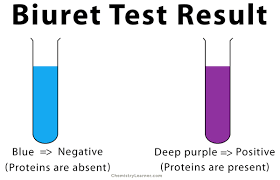 Biuret Test Result
Blue => Negative
(Proteins are absent)
Deep purple => Positive
(Proteins are present)
ChemistryLearner.com